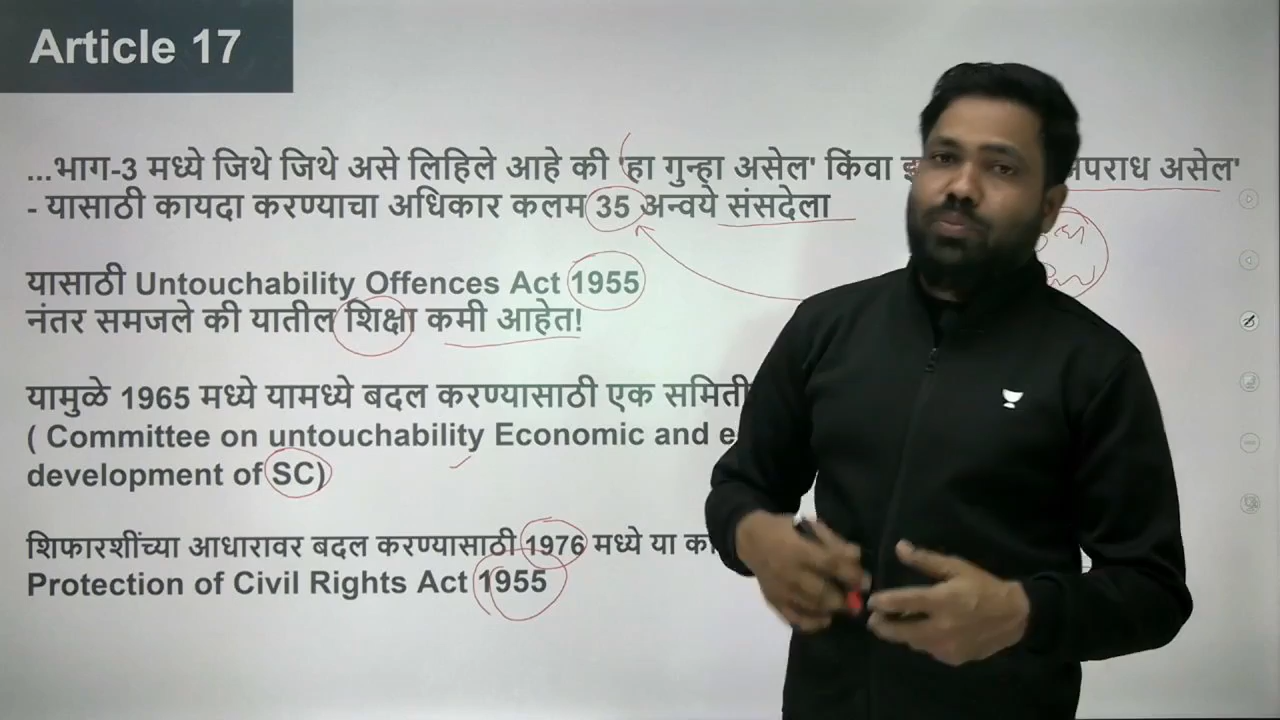 Article 17
...भाग-3 मध्ये जिथे जिथे असे लिहिले आहे की 'हा गुन्हा असेल' किंवा असेल'
- यासाठी कायदा करण्याचा अधिकार कलम 35 अन्वये संसदेला
यासाठी Untouchability Offences Act 1955
नंतर समजले की यातील शिक्षा कमी आहेत!
यामुळे 1965 मध्ये यामध्ये बदल करण्यासाठी एक समिती
( Committee on untouchability Economic and
development of SC)
शिफारशींच्या आधारावर बदल करण्यासाठी 1976 मध्ये या
Protection of Civil Rights Act 1955